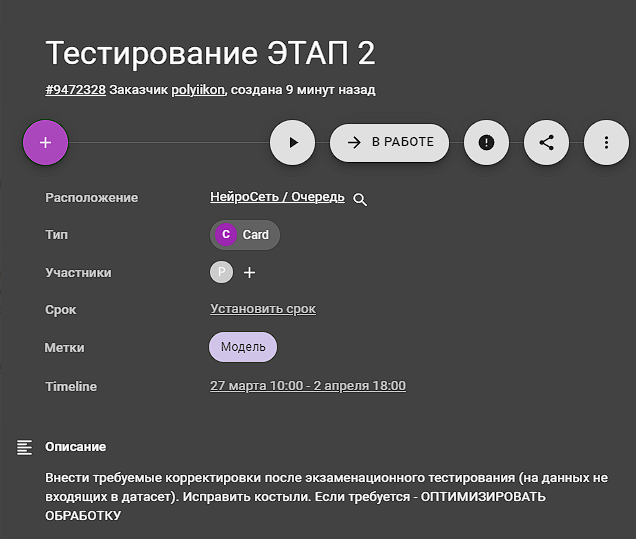 Тестирование ЭТАП 2
#9472328 Заказчик polyiikon, создана 9 минут назад
В РАБОТЕ
Расположение НейроСеть / Очередь
Тип C Card
Участники P
Срок Установить срок
Метки Модель
Timeline 27 марта 10:00 - 2 апреля 18:00
Описание
Внести требуемые корректировки после экзаменационного тестирования (на данных не
входящих в датасет). Исправить костыли. Если требуется - ОПТИМИЗИРОВАТЬ
ОБРАБОТКУ